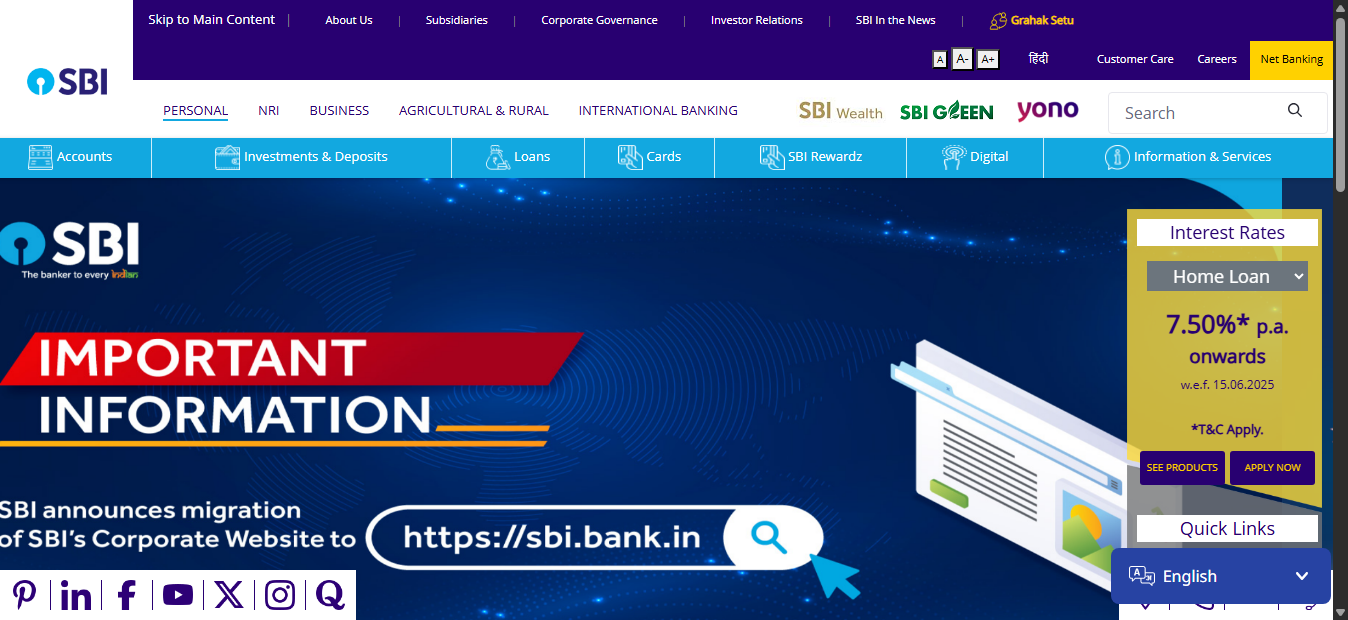 Skip to Main Content | About Us | Subsidiaries | Corporate Governance | Investor Relations | SBI In the News | Grahak Setu
A A- A+ हिंदी Customer Care Careers Net Banking
SBI
PERSONAL NRI BUSINESS AGRICULTURAL & RURAL INTERNATIONAL BANKING SBI Wealth SBI GREEN yono Search
Accounts Investments & Deposits Loans Cards SBI Rewardz Digital Information & Services
SBI
The banker to every indian
IMPORTANT
INFORMATION
SBI announces migration
of SBI's Corporate Website to https://sbi.bank.in
Interest Rates
Home Loan
7.50%* p.a.
onwards
w.e.f. 15.06.2025
*T&C Apply.
SEE PRODUCTS APPLY NOW
Quick Links
English